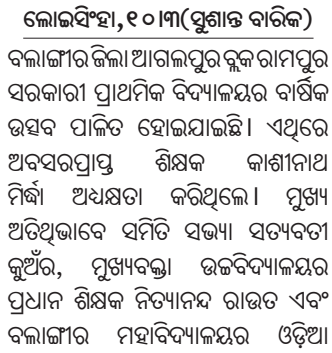 ଲୋଇସିଂହା,୧୦।୩(ସୁଶାନ୍ତ ବାରିକ)
ବଲାଙ୍ଗୀର ଜିଲା ଆଗଲପୁର ବ୍ଲକ ରାମପୁର
ସରକାରୀ ପ୍ରାଥମିକ ବିଦ୍ୟାଳୟର ବାର୍ଷିକ
ଉତ୍ସବ ପାଳିତ ହୋଇଯାଇଛି। ଏଥିରେ
ଅବସରପ୍ରାପ୍ତ ଶିକ୍ଷକ କାଶୀନାଥ
ମିର୍ଦ୍ଧା ଅଧ୍ୟକ୍ଷତା କରିଥିଲେ। ମୁଖ୍ୟ
ଅତିଥିଭାବେ ସମିତି ସଭ୍ୟା ସତ୍ୟବତୀ
କୁଅଁର, ମୁଖ୍ୟବକ୍ତା ଉଚ୍ଚବିଦ୍ୟାଳୟର
ପ୍ରଧାନ ଶିକ୍ଷକ ନିତ୍ୟାନନ୍ଦ ରାଉତ ଏବଂ
ବଲାଙ୍ଗୀର ମହାବିଦ୍ୟାଳୟର ଓଡ଼ିଆ